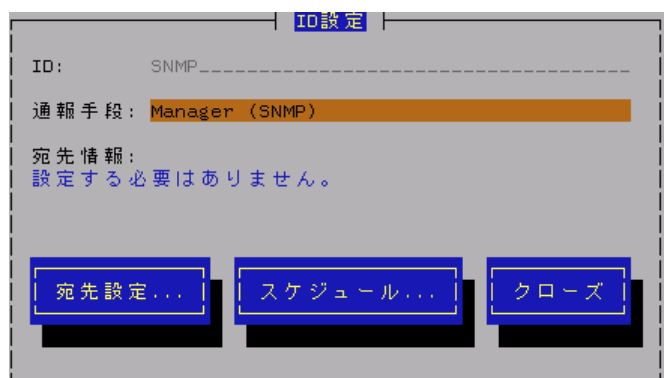 ID設定
ID: SNMP____________________________________
通報手段: Manager (SNMP)
宛先情報:
設定する必要はありません。
宛先設定... スケジュール... クローズ